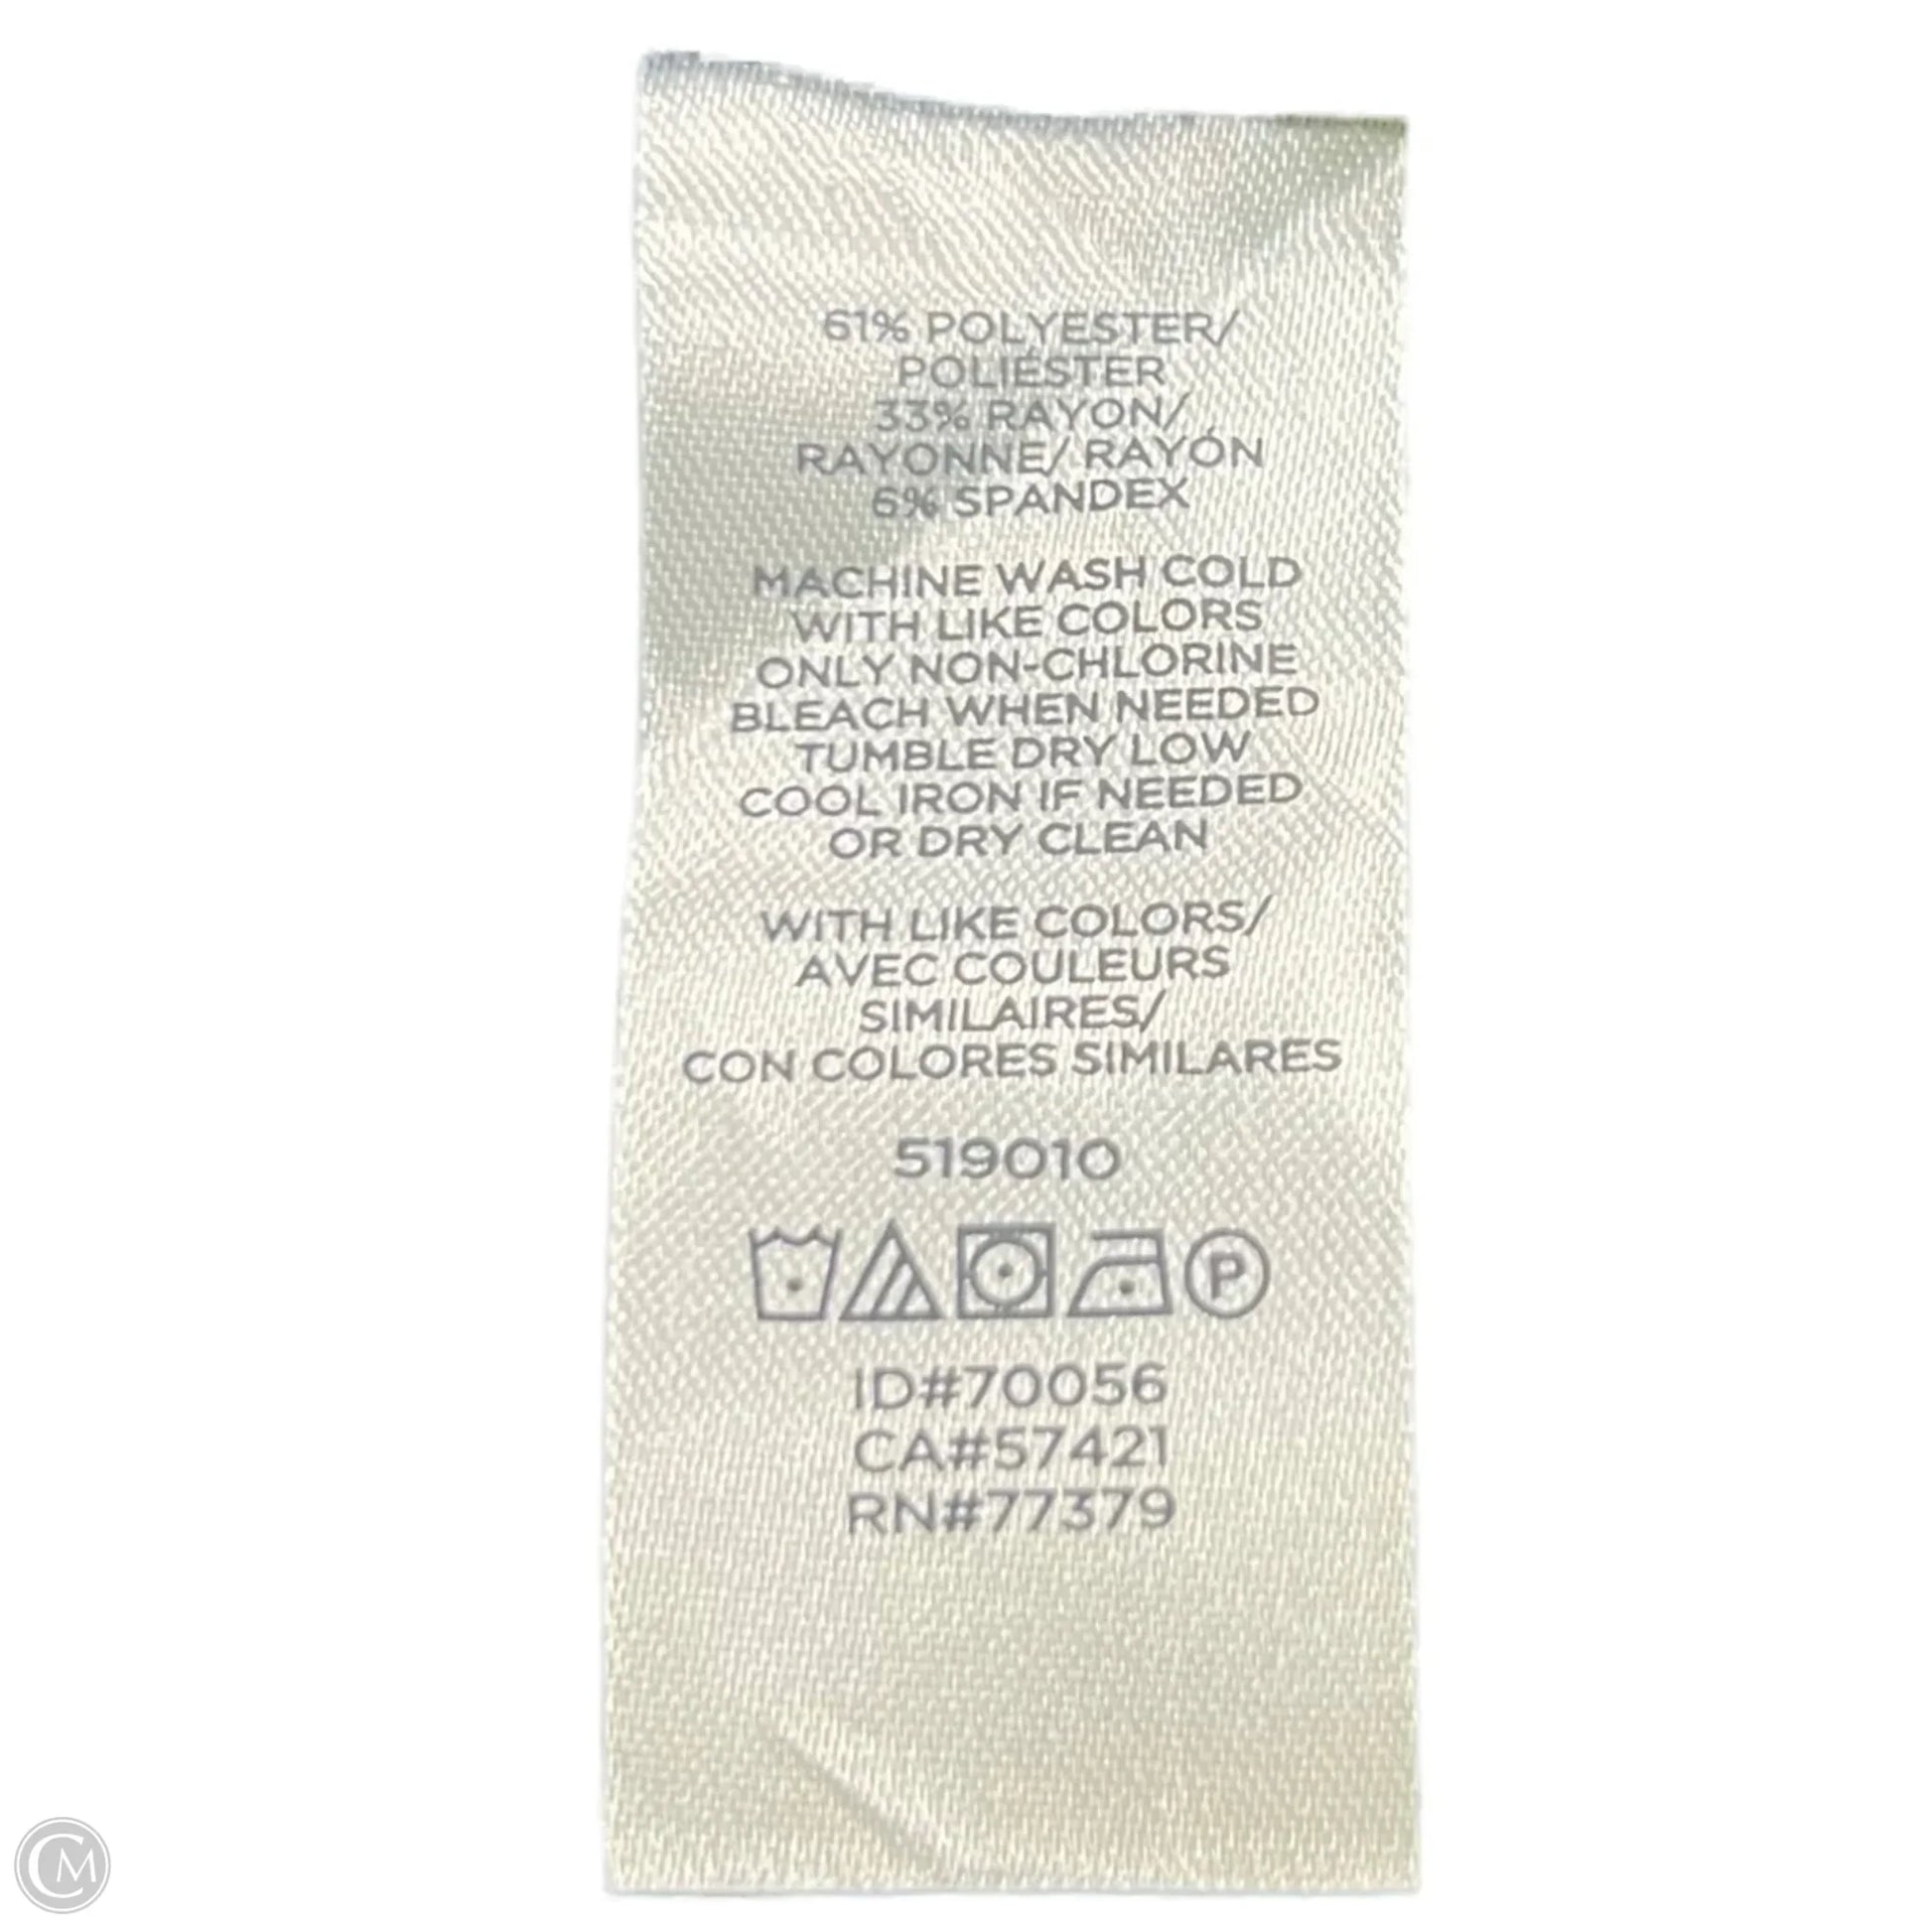 61% POLYESTER/
POLIÉSTER
33% RAYON/
RAYONNE/ RAYÓN
6% SPANDEX
MACHINE WASH COLD
WITH LIKE COLORS
ONLY NON-CHLORINE
BLEACH WHEN NEEDED
TUMBLE DRY LOW
COOL IRON IF NEEDED
OR DRY CLEAN
WITH LIKE COLORS/
AVEC COULEURS
SIMILAIRES/
CON COLORES SIMILARES
519010
P
ID#70056
CA#57421
RN#77379
CM